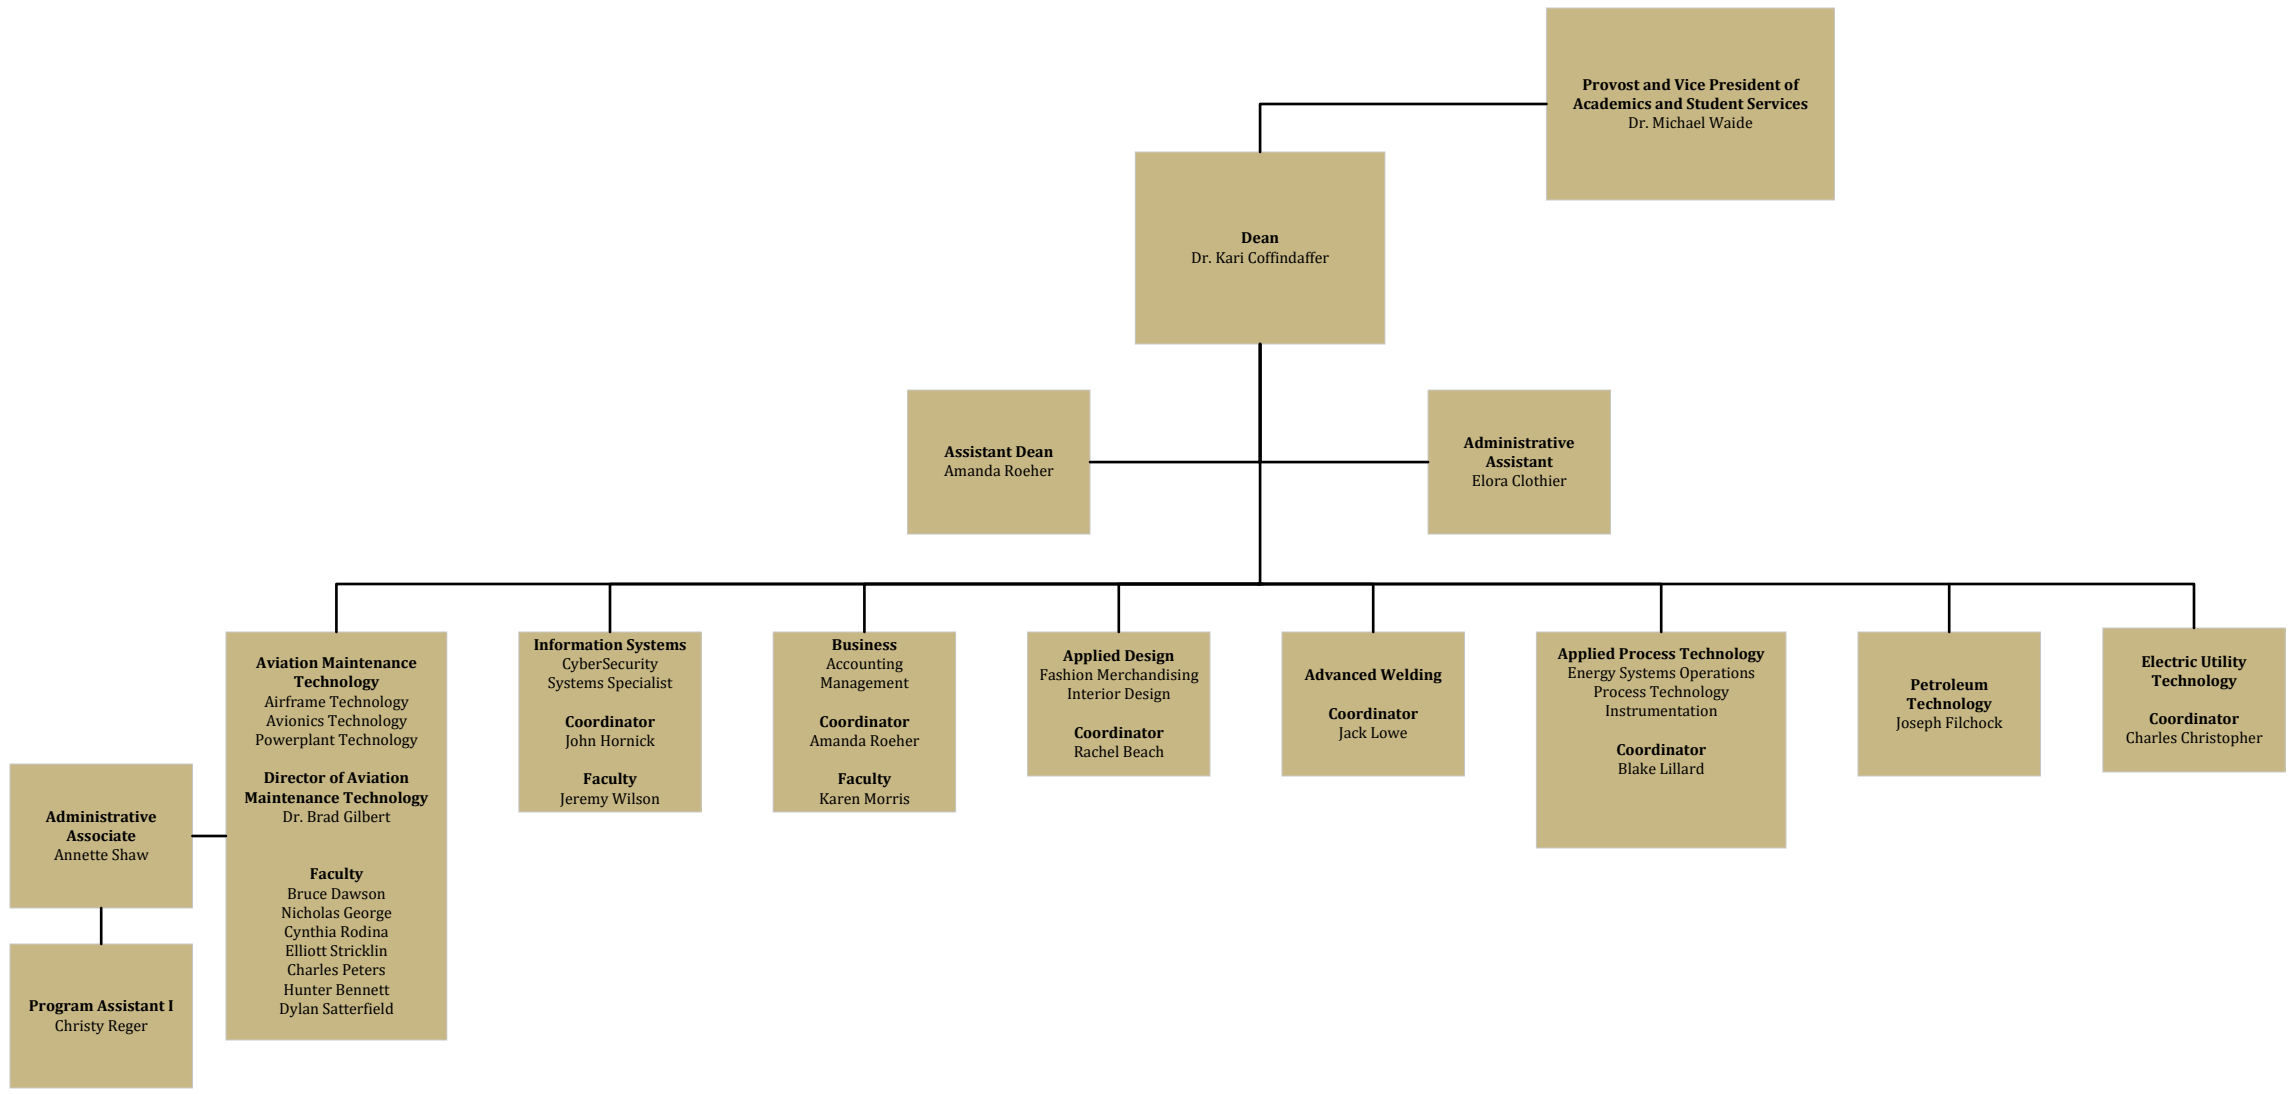 Provost and Vice President of
Academics and Student Services
Dr. Michael Waide
Dean
Dr. Kari Coffindaffer
Assistant Dean
Amanda Roeher
Administrative
Assistant
Elora Clothier
Aviation Maintenance
Technology
Airframe Technology
Avionics Technology
Powerplant Technology
Director of Aviation
Maintenance Technology
Dr. Brad Gilbert
Faculty
Bruce Dawson
Nicholas George
Cynthia Rodina
Elliott Stricklin
Charles Peters
Hunter Bennett
Dylan Satterfield
Information Systems
CyberSecurity
Systems Specialist
Coordinator
John Hornick
Faculty
Jeremy Wilson
Business
Accounting
Management
Coordinator
Amanda Roeher
Faculty
Karen Morris
Applied Design
Fashion Merchandising
Interior Design
Coordinator
Rachel Beach
Advanced Welding
Coordinator
Jack Lowe
Applied Process Technology
Energy Systems Operations
Process Technology
Instrumentation
Coordinator
Blake Lillard
Petroleum
Technology
Joseph Filchock
Electric Utility
Technology
Coordinator
Charles Christopher
Administrative
Associate
Annette Shaw
Program Assistant I
Christy Reger